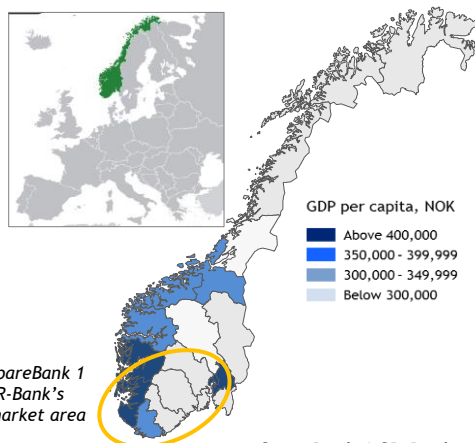 GDP per capita, NOK
Above 400,000
350,000 - 399,999
300,000 - 349,999
Below 300,000
pareBank 1
R-Bank's
arket area